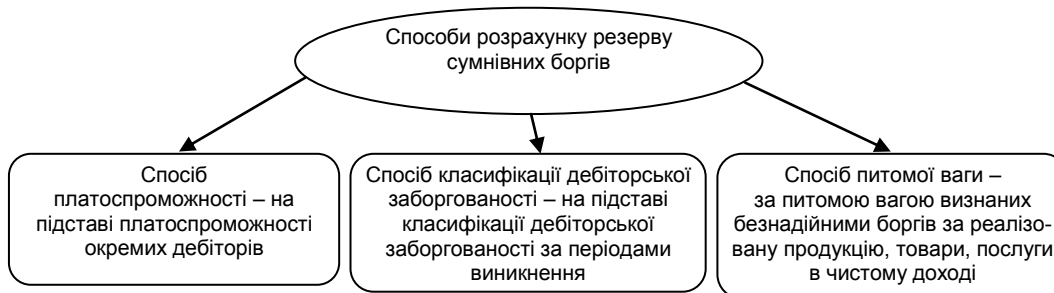 Способи розрахунку резерву
сумнівних боргів
Спосіб
платоспроможності – на
підставі платоспроможності
окремих дебіторів
Спосіб класифікації дебіторської
заборгованості – на підставі
класифікації дебіторської
заборгованості за періодами
виникнення
Спосіб питомої ваги –
за питомою вагою визнаних
безнадійними боргів за реалізо-
вану продукцію, товари, послуги
в чистому доході